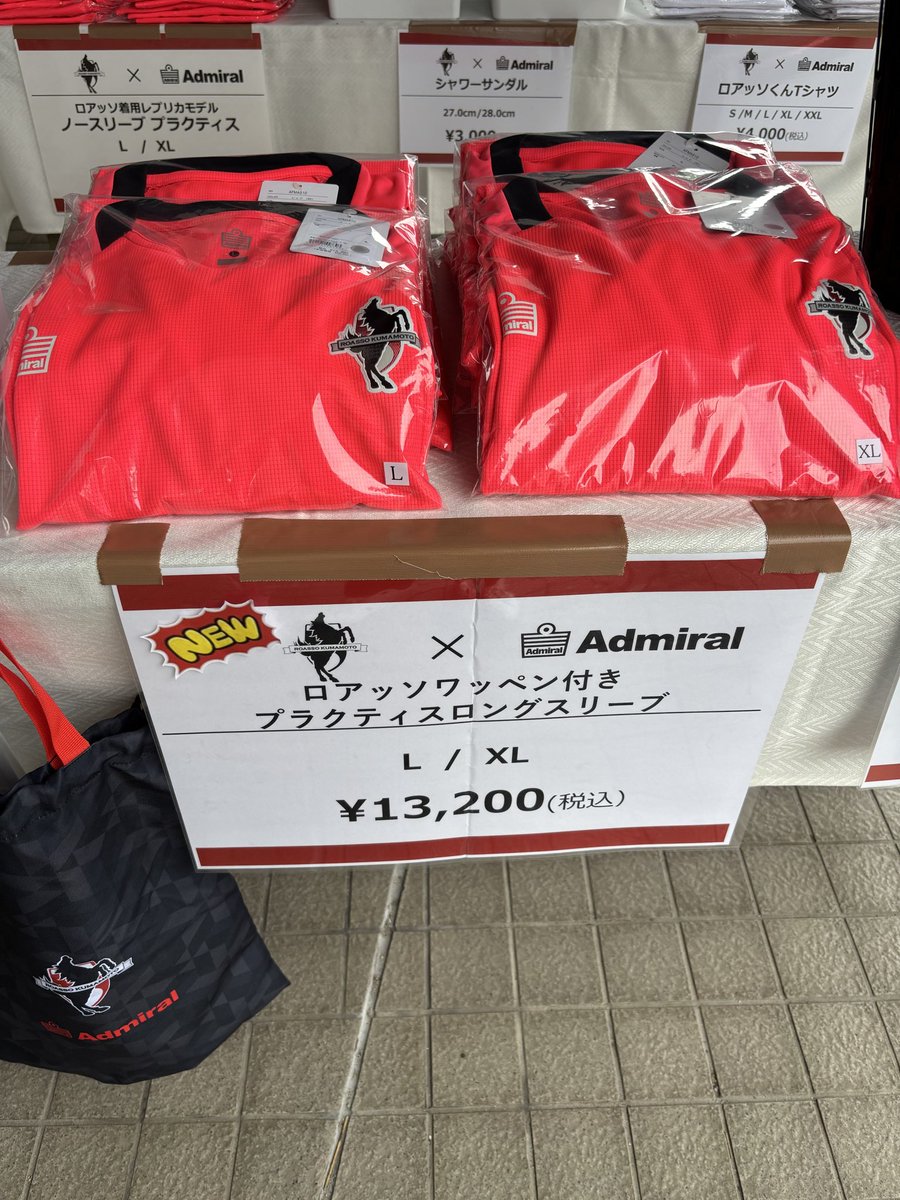 × Admiral
ロアッソ着用レプリカモデル
ノースリーブ プラクティス
L / XL
× Admiral
シャワーサンダル
27.0cm/28.0cm
¥3,000
× Admiral
ロアッソくんTシャツ
S / M / L / XL / XXL
¥4,000(税込)
ROASSO KUMAMOTO
L
Admiral
ROASSO KUMAMOTO
XL
NEW
ROASSO KUMAMOTO
×
Admiral
Admiral
ロアッソワッペン付き
プラクティスロングスリーブ
L / XL
¥13,200(税込)
ROASSO KUMAMOTO
Admiral